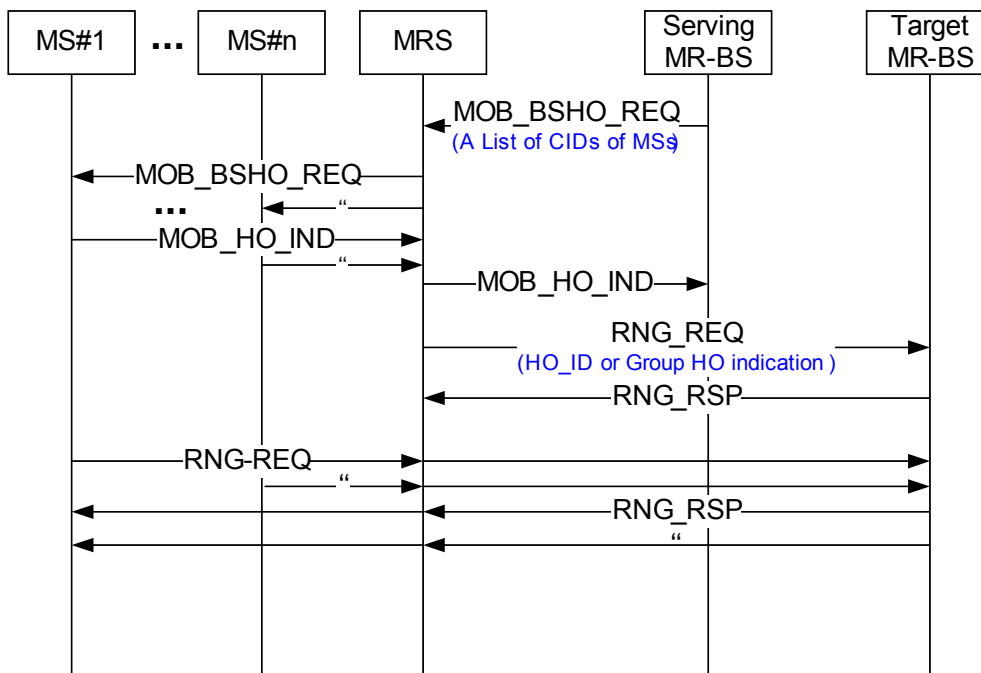 MS#1 ... MS#n MRS Serving MR-BS Target MR-BS
MOB_BSHO_REQ
(A List of CIDs of MSs)
MOB_BSHO_REQ
“
...
MOB_HO_IND
“
MOB_HO_IND
RNG_REQ
(HO_ID or Group HO indication )
RNG_RSP
RNG-REQ
“
RNG_RSP
“